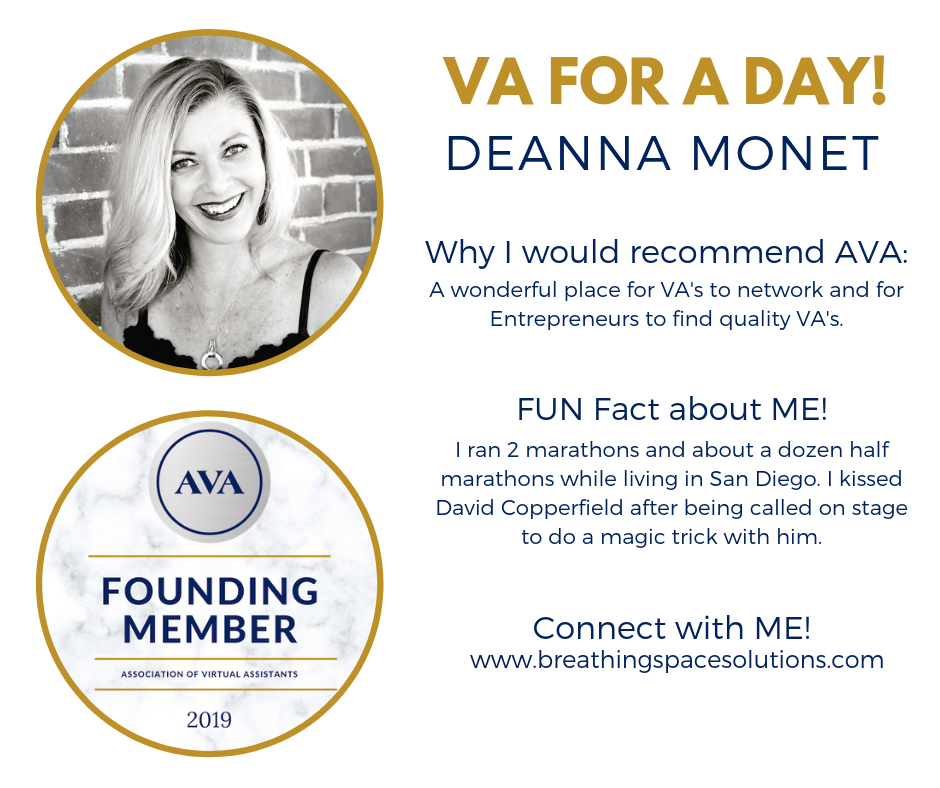 VA FOR A DAY!
DEANNA MONET
Why I would recommend AVA:
A wonderful place for VA's to network and for
Entrepreneurs to find quality VA's.
FUN Fact about ME!
I ran 2 marathons and about a dozen half
marathons while living in San Diego. I kissed
David Copperfield after being called on stage
to do a magic trick with him.
Connect with ME!
www.breathingspacesolutions.com
AVA
FOUNDING
MEMBER
ASSOCIATION OF VIRTUAL ASSISTANTS
2019